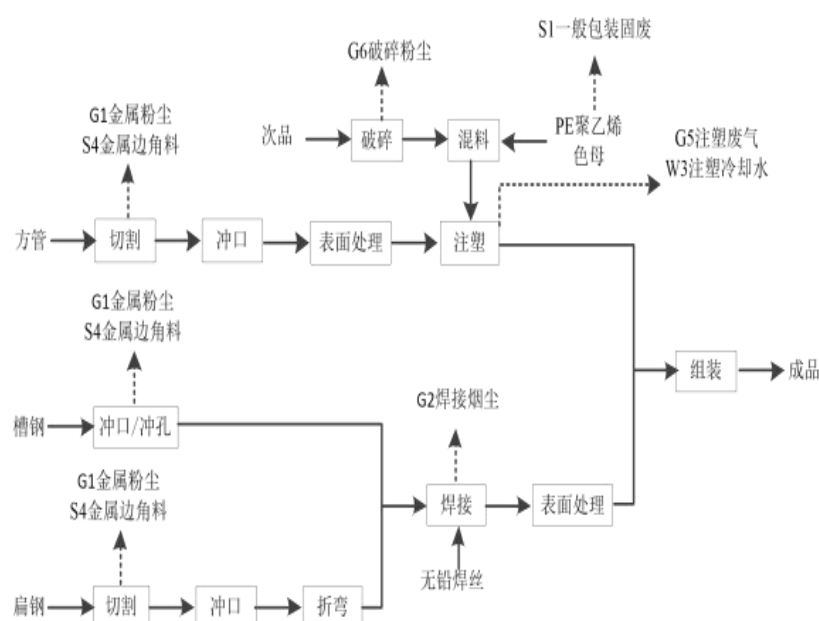 S1一般包装固废
G6破碎粉尘
G1金属粉尘
S4金属边角料
次品
破碎
混料
PE聚乙烯
色母
G5注塑废气
W3注塑冷却水
方管
切割
冲口
表面处理
注塑
G1金属粉尘
S4金属边角料
组装
成品
G2焊接烟尘
槽钢
冲口/冲孔
G1金属粉尘
S4金属边角料
焊接
表面处理
无铅焊丝
扁钢
切割
冲口
折弯